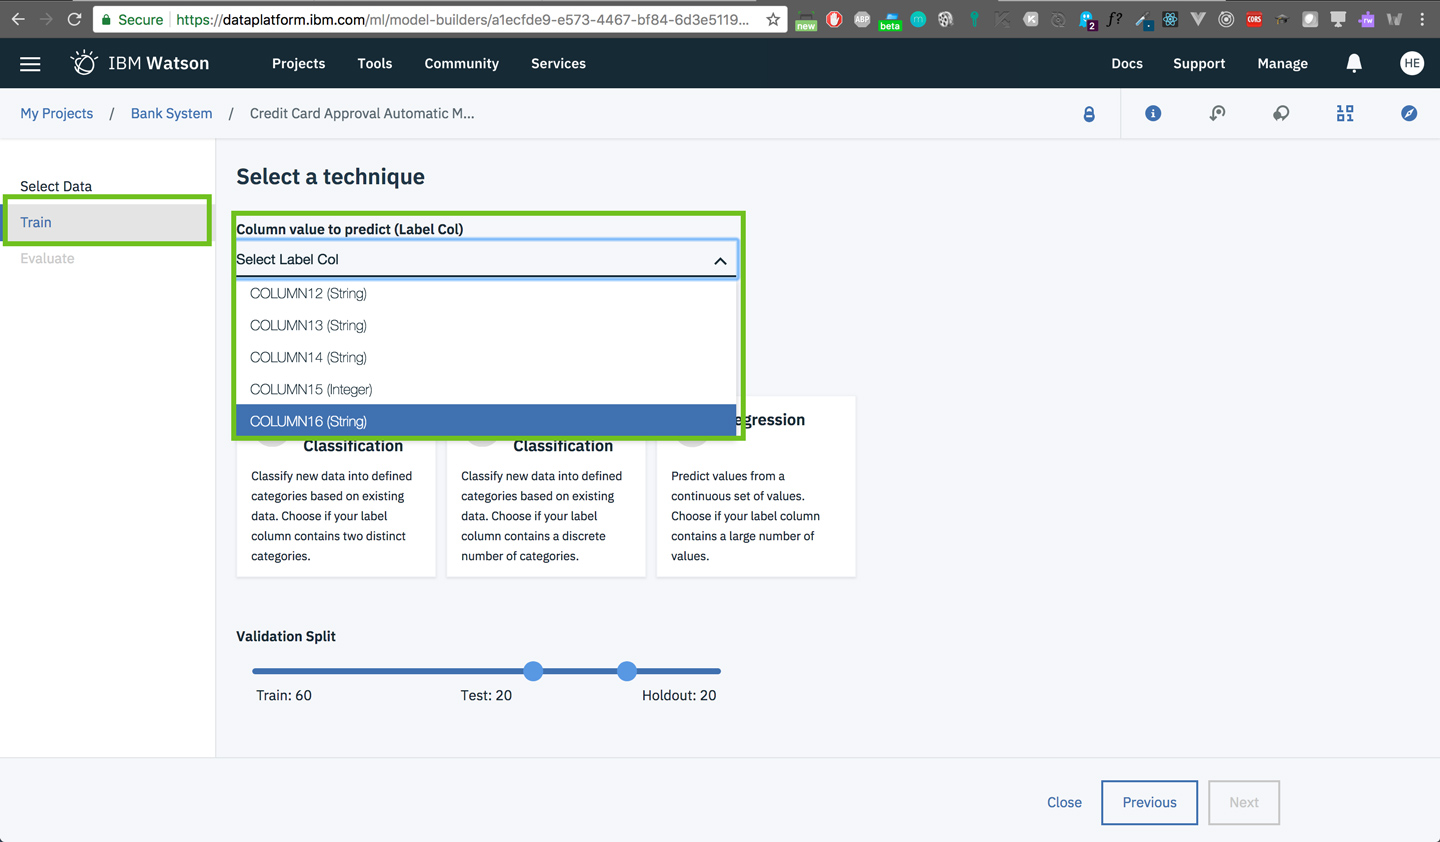 Secure https://dataplatform.ibm.com/ml/model-builders/a1ecfde9-e573-4467-bf84-6d3e5119...
new ABP beta m K 2 f? CORS rw
IBM Watson Projects Tools Community Services Docs Support Manage HE
My Projects / Bank System / Credit Card Approval Automatic M...
Select Data
Train
Evaluate
Select a technique
Column value to predict (Label Col)
Select Label Col
COLUMN12 (String)
COLUMN13 (String)
COLUMN14 (String)
COLUMN15 (Integer)
COLUMN16 (String)
Classification
Classify new data into defined
categories based on existing
data. Choose if your label
column contains two distinct
categories.
Classification
Classify new data into defined
categories based on existing
data. Choose if your label
column contains a discrete
number of categories.
egression
Predict values from a
continuous set of values.
Choose if your label column
contains a large number of
values.
Validation Split
Train: 60 Test: 20 Holdout: 20
Close Previous Next